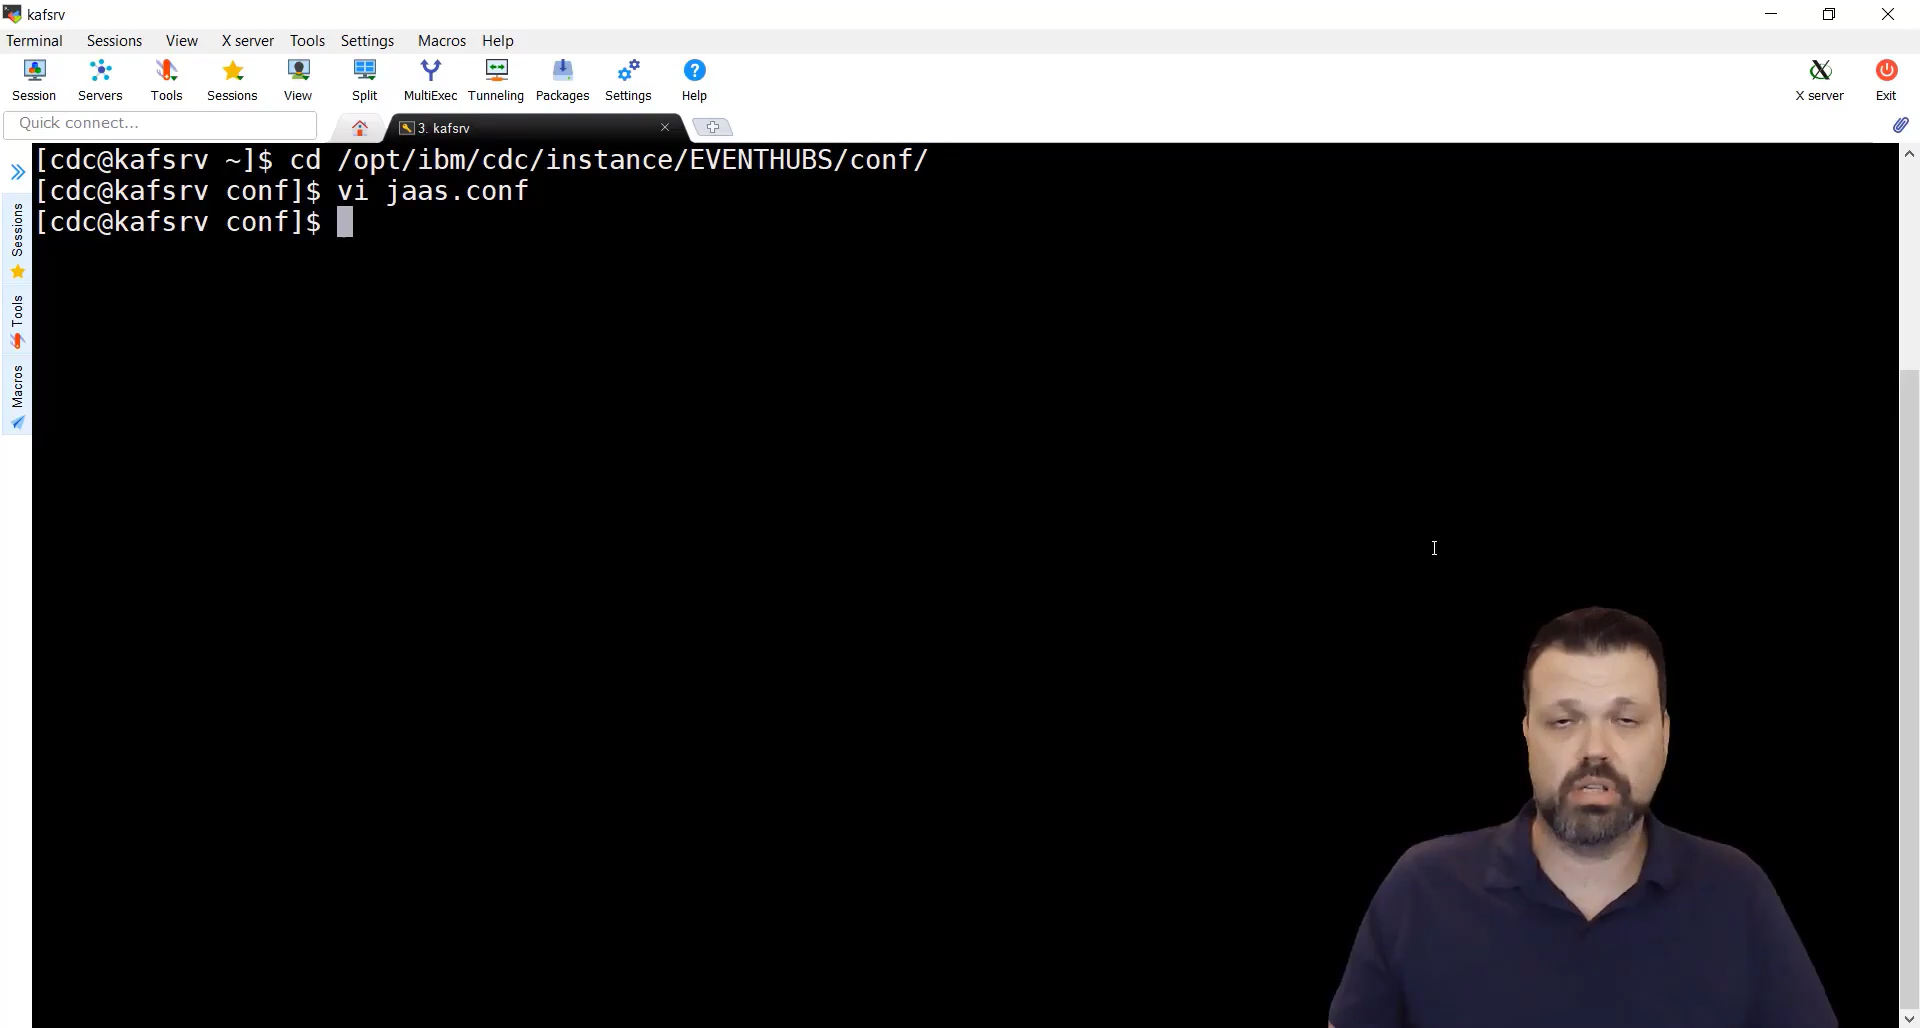 kafsrv
Terminal Sessions View X server Tools Settings Macros Help
Session Servers Tools Sessions View Split MultiExec Tunneling Packages Settings Help X server Exit
Quick connect...
3. kafsrv
[cdc@kafsrv ~]$ cd /opt/ibm/cdc/instance/EVENTHUBS/conf/
[cdc@kafsrv conf]$ vi jaas.conf
[cdc@kafsrv conf]$
Sessions
Tools
Macros